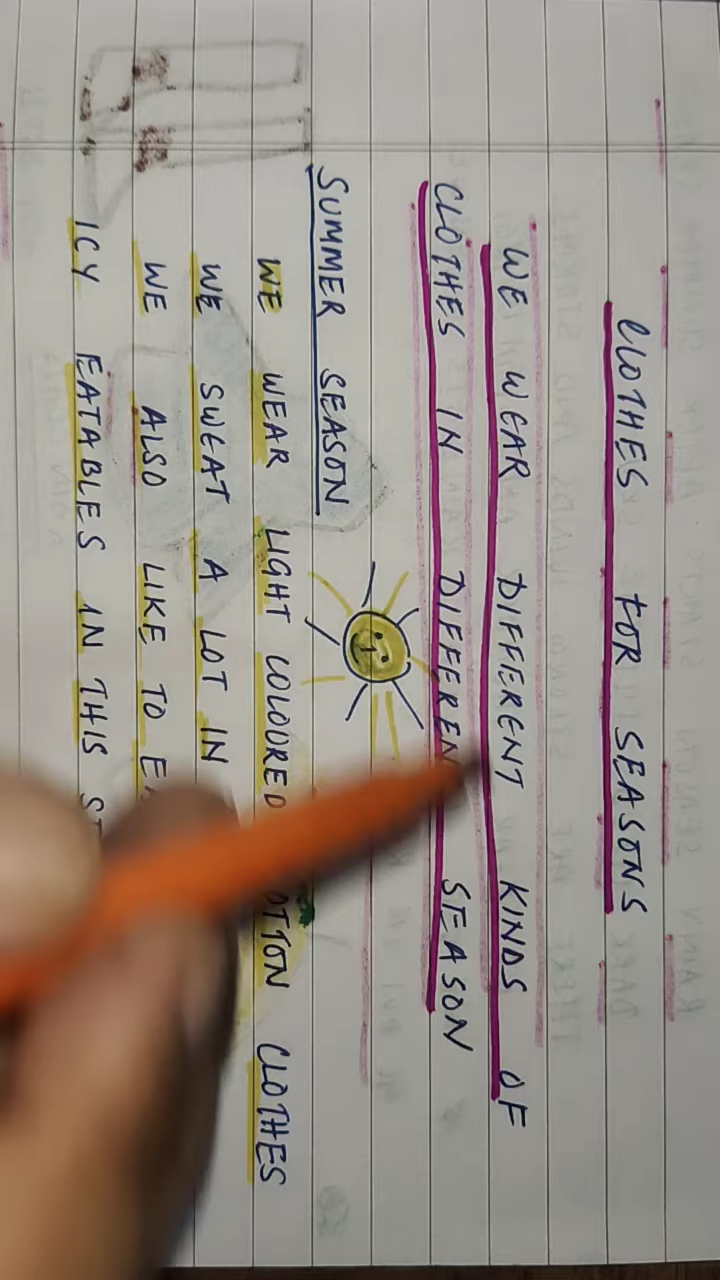 CLOTHES FOR SEASONS
WE WEAR DIFFERENT KINDS OF
CLOTHES IN DIFFERENT SEASON
SUMMER SEASON
WE WEAR LIGHT COLOURED COTTON CLOTHES
WE SWEAT A LOT IN
WE ALSO LIKE TO
ICY EATABLES IN THIS